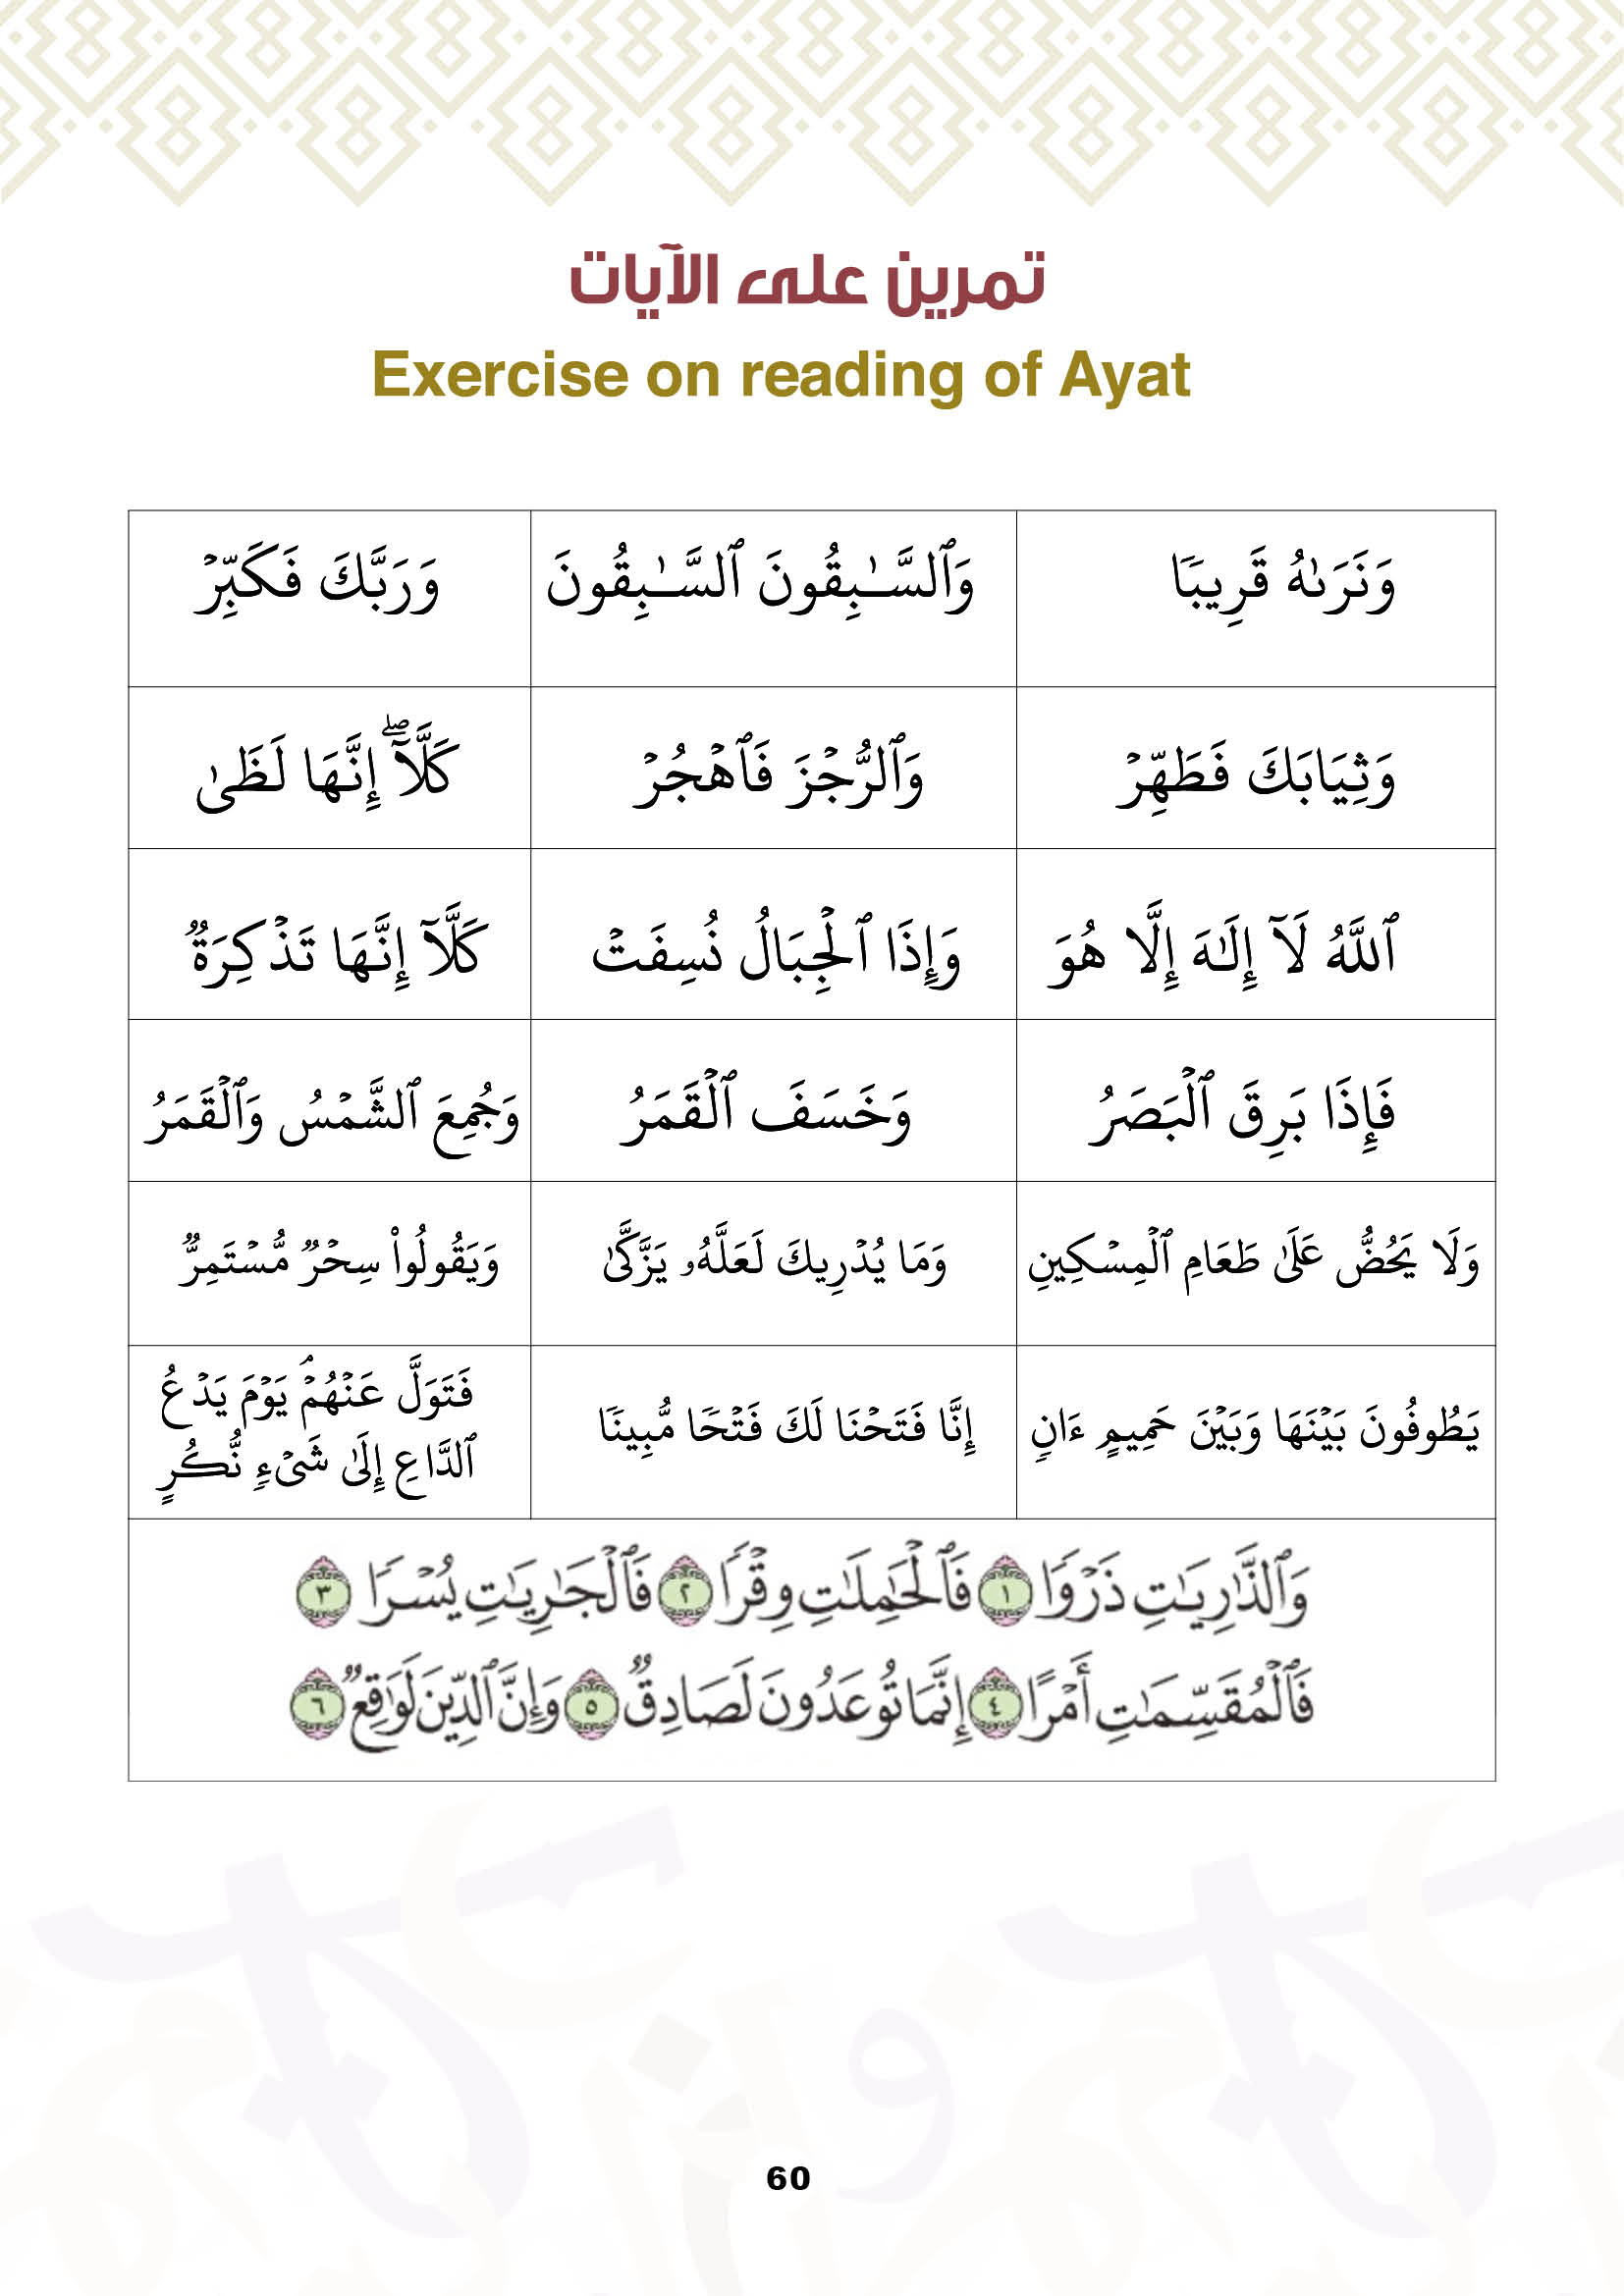 تمرين على الآيات
Exercise on reading of Ayat
وَنَرَىٰهُ قَرِيبٗا
وَٱلسَّـٰبِقُونَ ٱلسَّـٰبِقُونَ
وَرَبَّكَ فَكَبِّرۡ
وَثِيَابَكَ فَطَهِّرۡ
وَٱلرُّجۡزَ فَٱهۡجُرۡ
كَلَّآۖ إِنَّهَا لَظَىٰ
ٱللَّهُ لَآ إِلَـٰهَ إِلَّا هُوَ
وَإِذَا ٱلۡجِبَالُ نُسِفَتۡ
كَلَّآ إِنَّهَا تَذۡكِرَةٞ
فَإِذَا بَرِقَ ٱلۡبَصَرُ
وَخَسَفَ ٱلۡقَمَرُ
وَجُمِعَ ٱلشَّمۡسُ وَٱلۡقَمَرُ
وَلَا يَحُضُّ عَلَىٰ طَعَامِ ٱلۡمِسۡكِينِ
وَمَا يُدۡرِيكَ لَعَلَّهُۥ يَزَّكَّىٰ
وَيَقُولُواْ سِحۡرٞ مُّسۡتَمِرّٞ
يَطُوفُونَ بَيۡنَهَا وَبَيۡنَ حَمِيمٍ ءَانٖ
إِنَّا فَتَحۡنَا لَكَ فَتۡحٗا مُّبِينٗا
فَتَوَلَّ عَنۡهُمۡۘ يَوۡمَ يَدۡعُ
ٱلدَّاعِ إِلَىٰ شَيۡءٖ نُّكُرٍ
وَٱلذَّٰرِيَٰتِ ذَرۡوٗا ١ فَٱلۡحَٰمِلَٰتِ وِقۡرٗا ٢ فَٱلۡجَٰرِيَٰتِ يُسۡرٗا ٣
فَٱلۡمُقَسِّمَٰتِ أَمۡرًا ٤ إِنَّمَا تُوعَدُونَ لَصَادِقٞ ٥ وَإِنَّ ٱلدِّينَ لَوَٰقِعٞ ٦
60